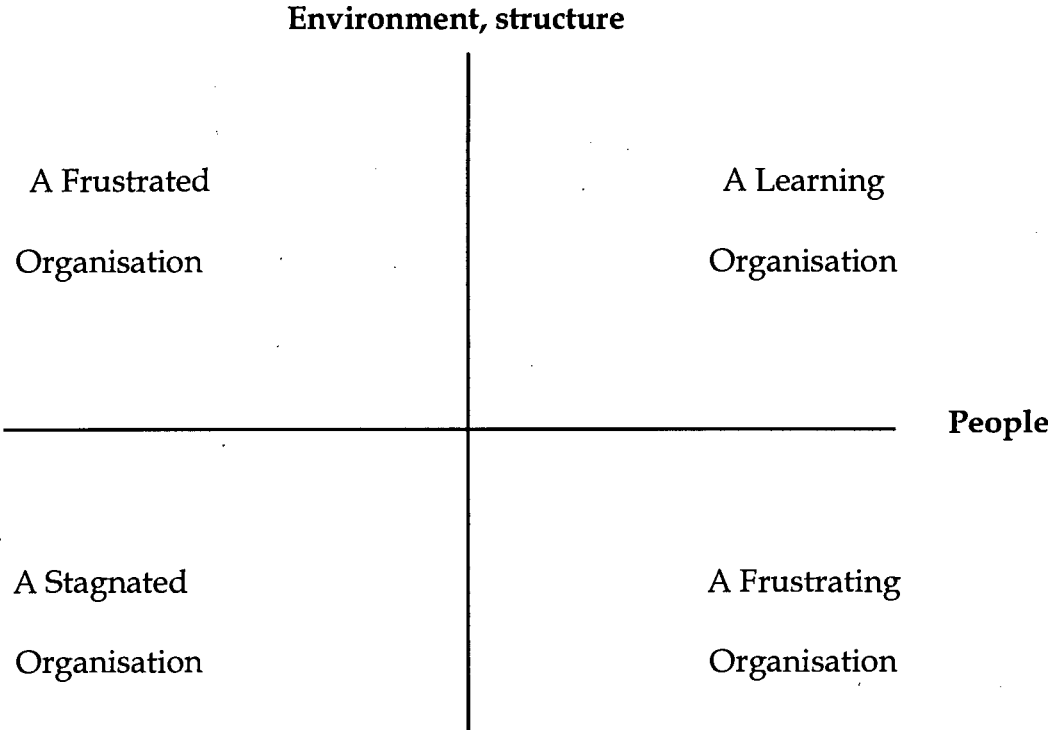 Environment, structure
A Frustrated
Organisation
A Learning
Organisation
People
A Stagnated
Organisation
A Frustrating
Organisation